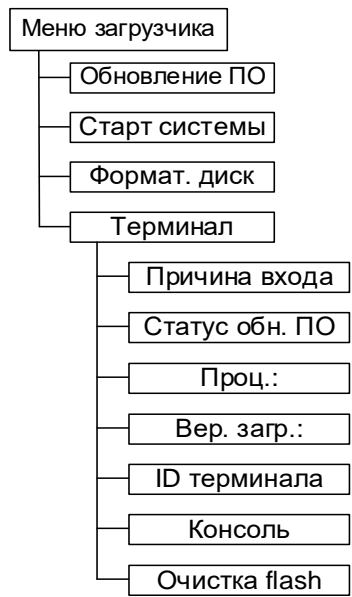 Меню загрузчика
Обновление ПО
Старт системы
Формат. диск
Терминал
Причина входа
Статус обн. ПО
Проц.:
Вер. загр.:
ID терминала
Консоль
Очистка flash